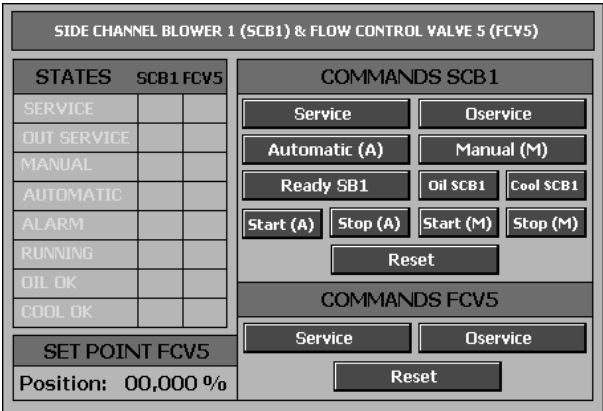 SIDE CHANNEL BLOWER 1 (SCB1) & FLOW CONTROL VALVE 5 (FCV5)
STATES SCB1 FCV5
SERVICE
OUT SERVICE
MANUAL
AUTOMATIC
ALARM
RUNNING
OIL OK
COOL OK
SET POINT FCV5
Position: 00,000 %
COMMANDS SCB1
Service Oservice
Automatic (A) Manual (M)
Ready SB1 Oil SCB1 Cool SCB1
Start (A) Stop (A) Start (M) Stop (M)
Reset
COMMANDS FCV5
Service Oservice
Reset